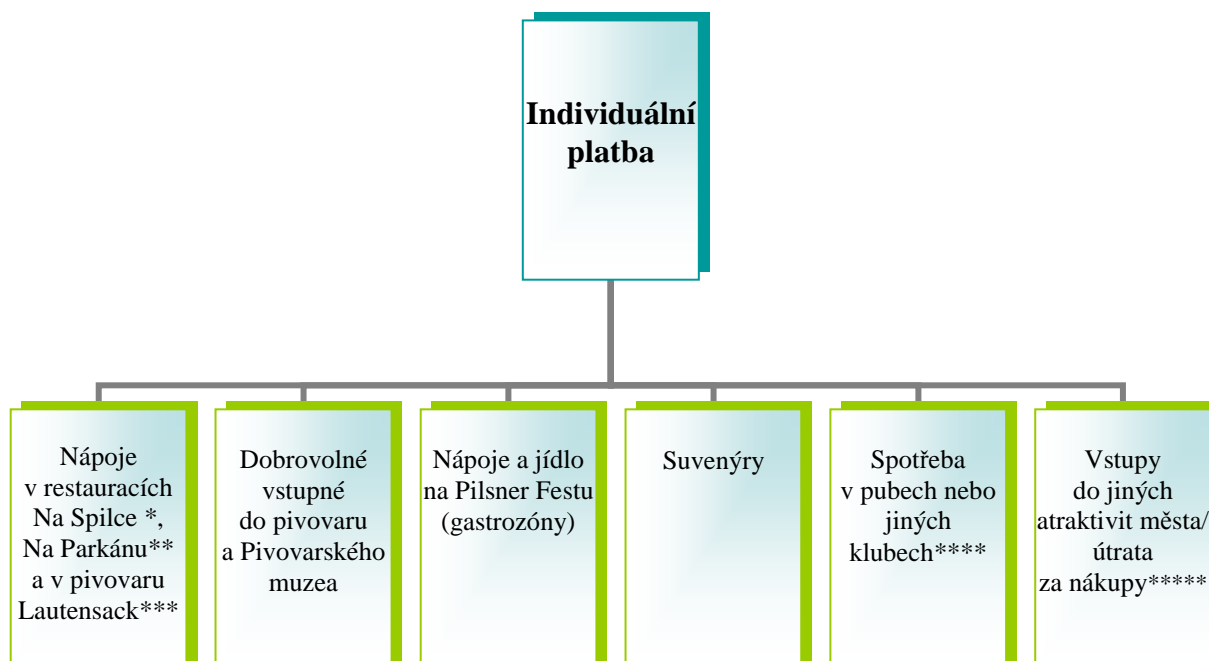 Individuální
platba
Nápoje
v restauracích
Na Spilce *,
Na Parkánu**
a v pivovaru
Lautensack***
Dobrovolné
vstupné
do pivovaru
a Pivovarského
muzea
Nápoje a jídlo
na Pilsner Festu
(gastrozóny)
Suvenýry
Spotřeba
v pubech nebo
jiných
klubech****
Vstupy
do jiných
atraktivit města/
útrata
za nákupy*****